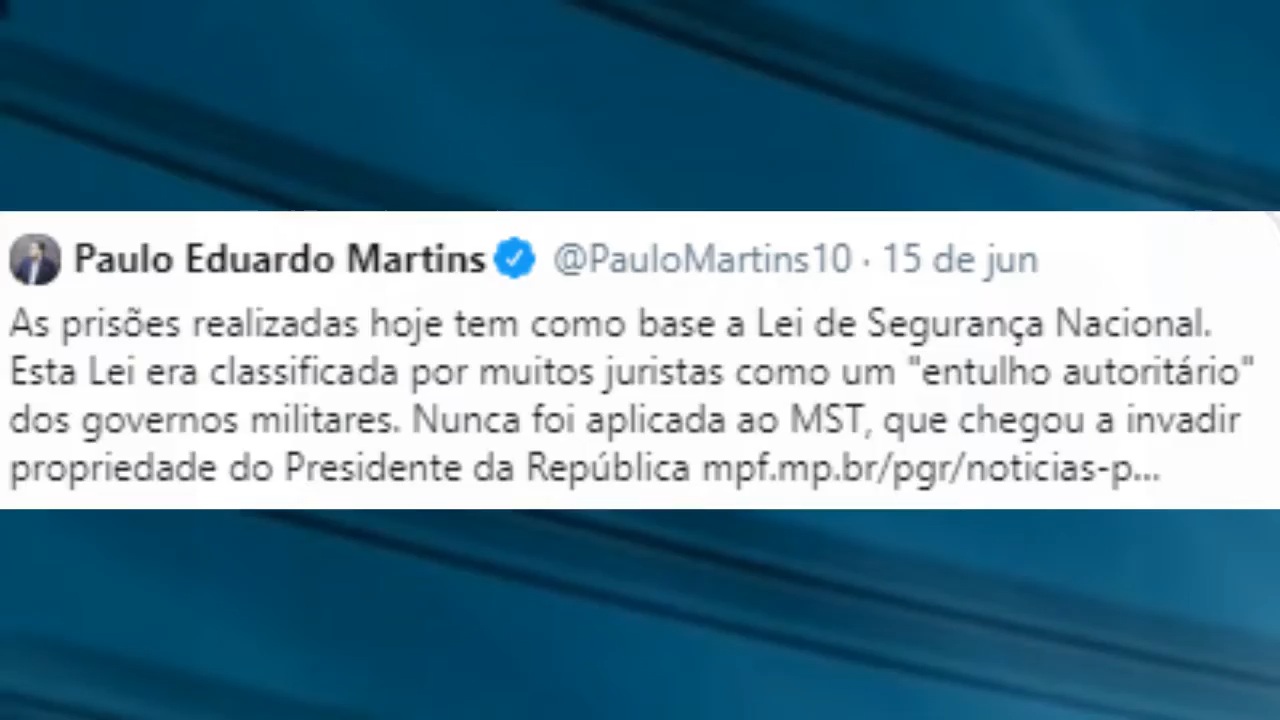 Paulo Eduardo Martins @PauloMartins10 · 15 de jun
As prisões realizadas hoje tem como base a Lei de Segurança Nacional.
Esta Lei era classificada por muitos juristas como um "entulho autoritário"
dos governos militares. Nunca foi aplicada ao MST, que chegou a invadir
propriedade do Presidente da República mpf.mp.br/pgr/noticias-p...